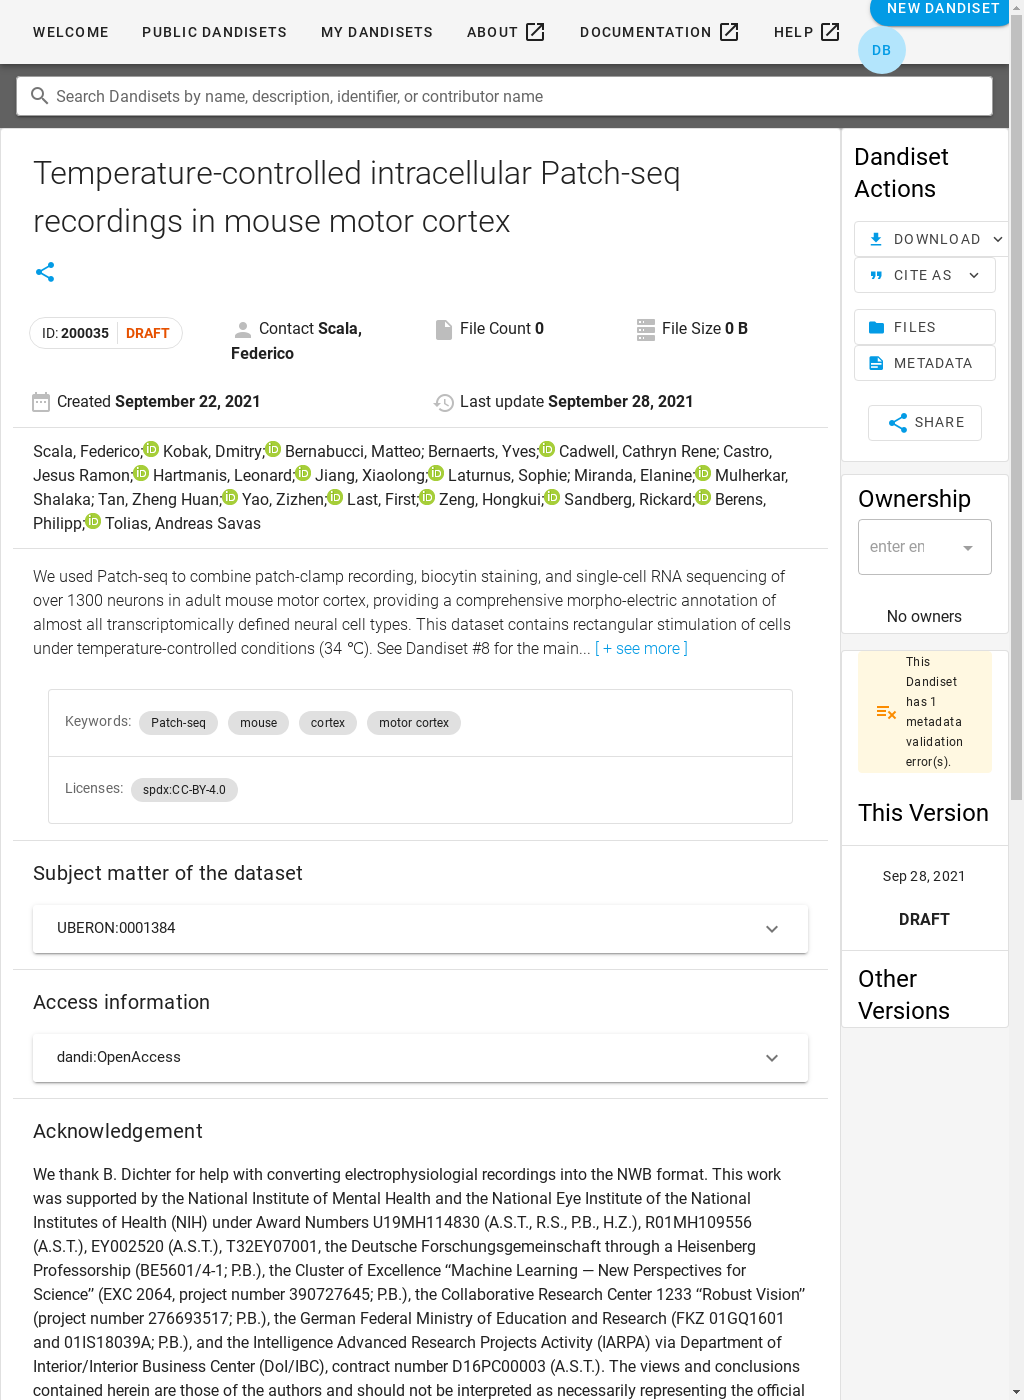 WELCOME PUBLIC DANDISETS MY DANDISETS ABOUT DOCUMENTATION HELP NEW DANDISET
DB
Search Dandisets by name, description, identifier, or contributor name
Temperature-controlled intracellular Patch-seq
recordings in mouse motor cortex
ID: 200035 DRAFT
Contact Scala,
Federico
File Count 0
File Size 0 B
Created September 22, 2021
Last update September 28, 2021
Scala, Federico; Kobak, Dmitry; Bernabucci, Matteo; Bernaerts, Yves; Cadwell, Cathryn Rene; Castro,
Jesus Ramon; Hartmanis, Leonard; Jiang, Xiaolong; Laturnus, Sophie; Miranda, Elanine; Mulherkar,
Shalaka; Tan, Zheng Huan; Yao, Zizhen; Last, First; Zeng, Hongkui; Sandberg, Rickard; Berens,
Philipp; Tolias, Andreas Savas
We used Patch-seq to combine patch-clamp recording, biocytin staining, and single-cell RNA sequencing of
over 1300 neurons in adult mouse motor cortex, providing a comprehensive morpho-electric annotation of
almost all transcriptomically defined neural cell types. This dataset contains rectangular stimulation of cells
under temperature-controlled conditions (34 ℃). See Dandiset #8 for the main... [ + see more ]
Keywords: Patch-seq mouse cortex motor cortex
Licenses: spdx:CC-BY-4.0
Subject matter of the dataset
UBERON:0001384
Access information
dandi:OpenAccess
Acknowledgement
We thank B. Dichter for help with converting electrophysiologial recordings into the NWB format. This work
was supported by the National Institute of Mental Health and the National Eye Institute of the National
Institutes of Health (NIH) under Award Numbers U19MH114830 (A.S.T., R.S., P.B., H.Z.), R01MH109556
(A.S.T.), EY002520 (A.S.T.), T32EY07001, the Deutsche Forschungsgemeinschaft through a Heisenberg
Professorship (BE5601/4-1; P.B.), the Cluster of Excellence “Machine Learning — New Perspectives for
Science” (EXC 2064, project number 390727645; P.B.), the Collaborative Research Center 1233 “Robust Vision”
(project number 276693517; P.B.), the German Federal Ministry of Education and Research (FKZ 01GQ1601
and 01IS18039A; P.B.), and the Intelligence Advanced Research Projects Activity (IARPA) via Department of
Interior/Interior Business Center (DoI/IBC), contract number D16PC00003 (A.S.T.). The views and conclusions
contained herein are those of the authors and should not be interpreted as necessarily representing the official
Dandiset
Actions
DOWNLOAD
CITE AS
FILES
METADATA
SHARE
Ownership
enter en
No owners
This
Dandiset
has 1
metadata
validation
error(s).
This Version
Sep 28, 2021
DRAFT
Other
Versions